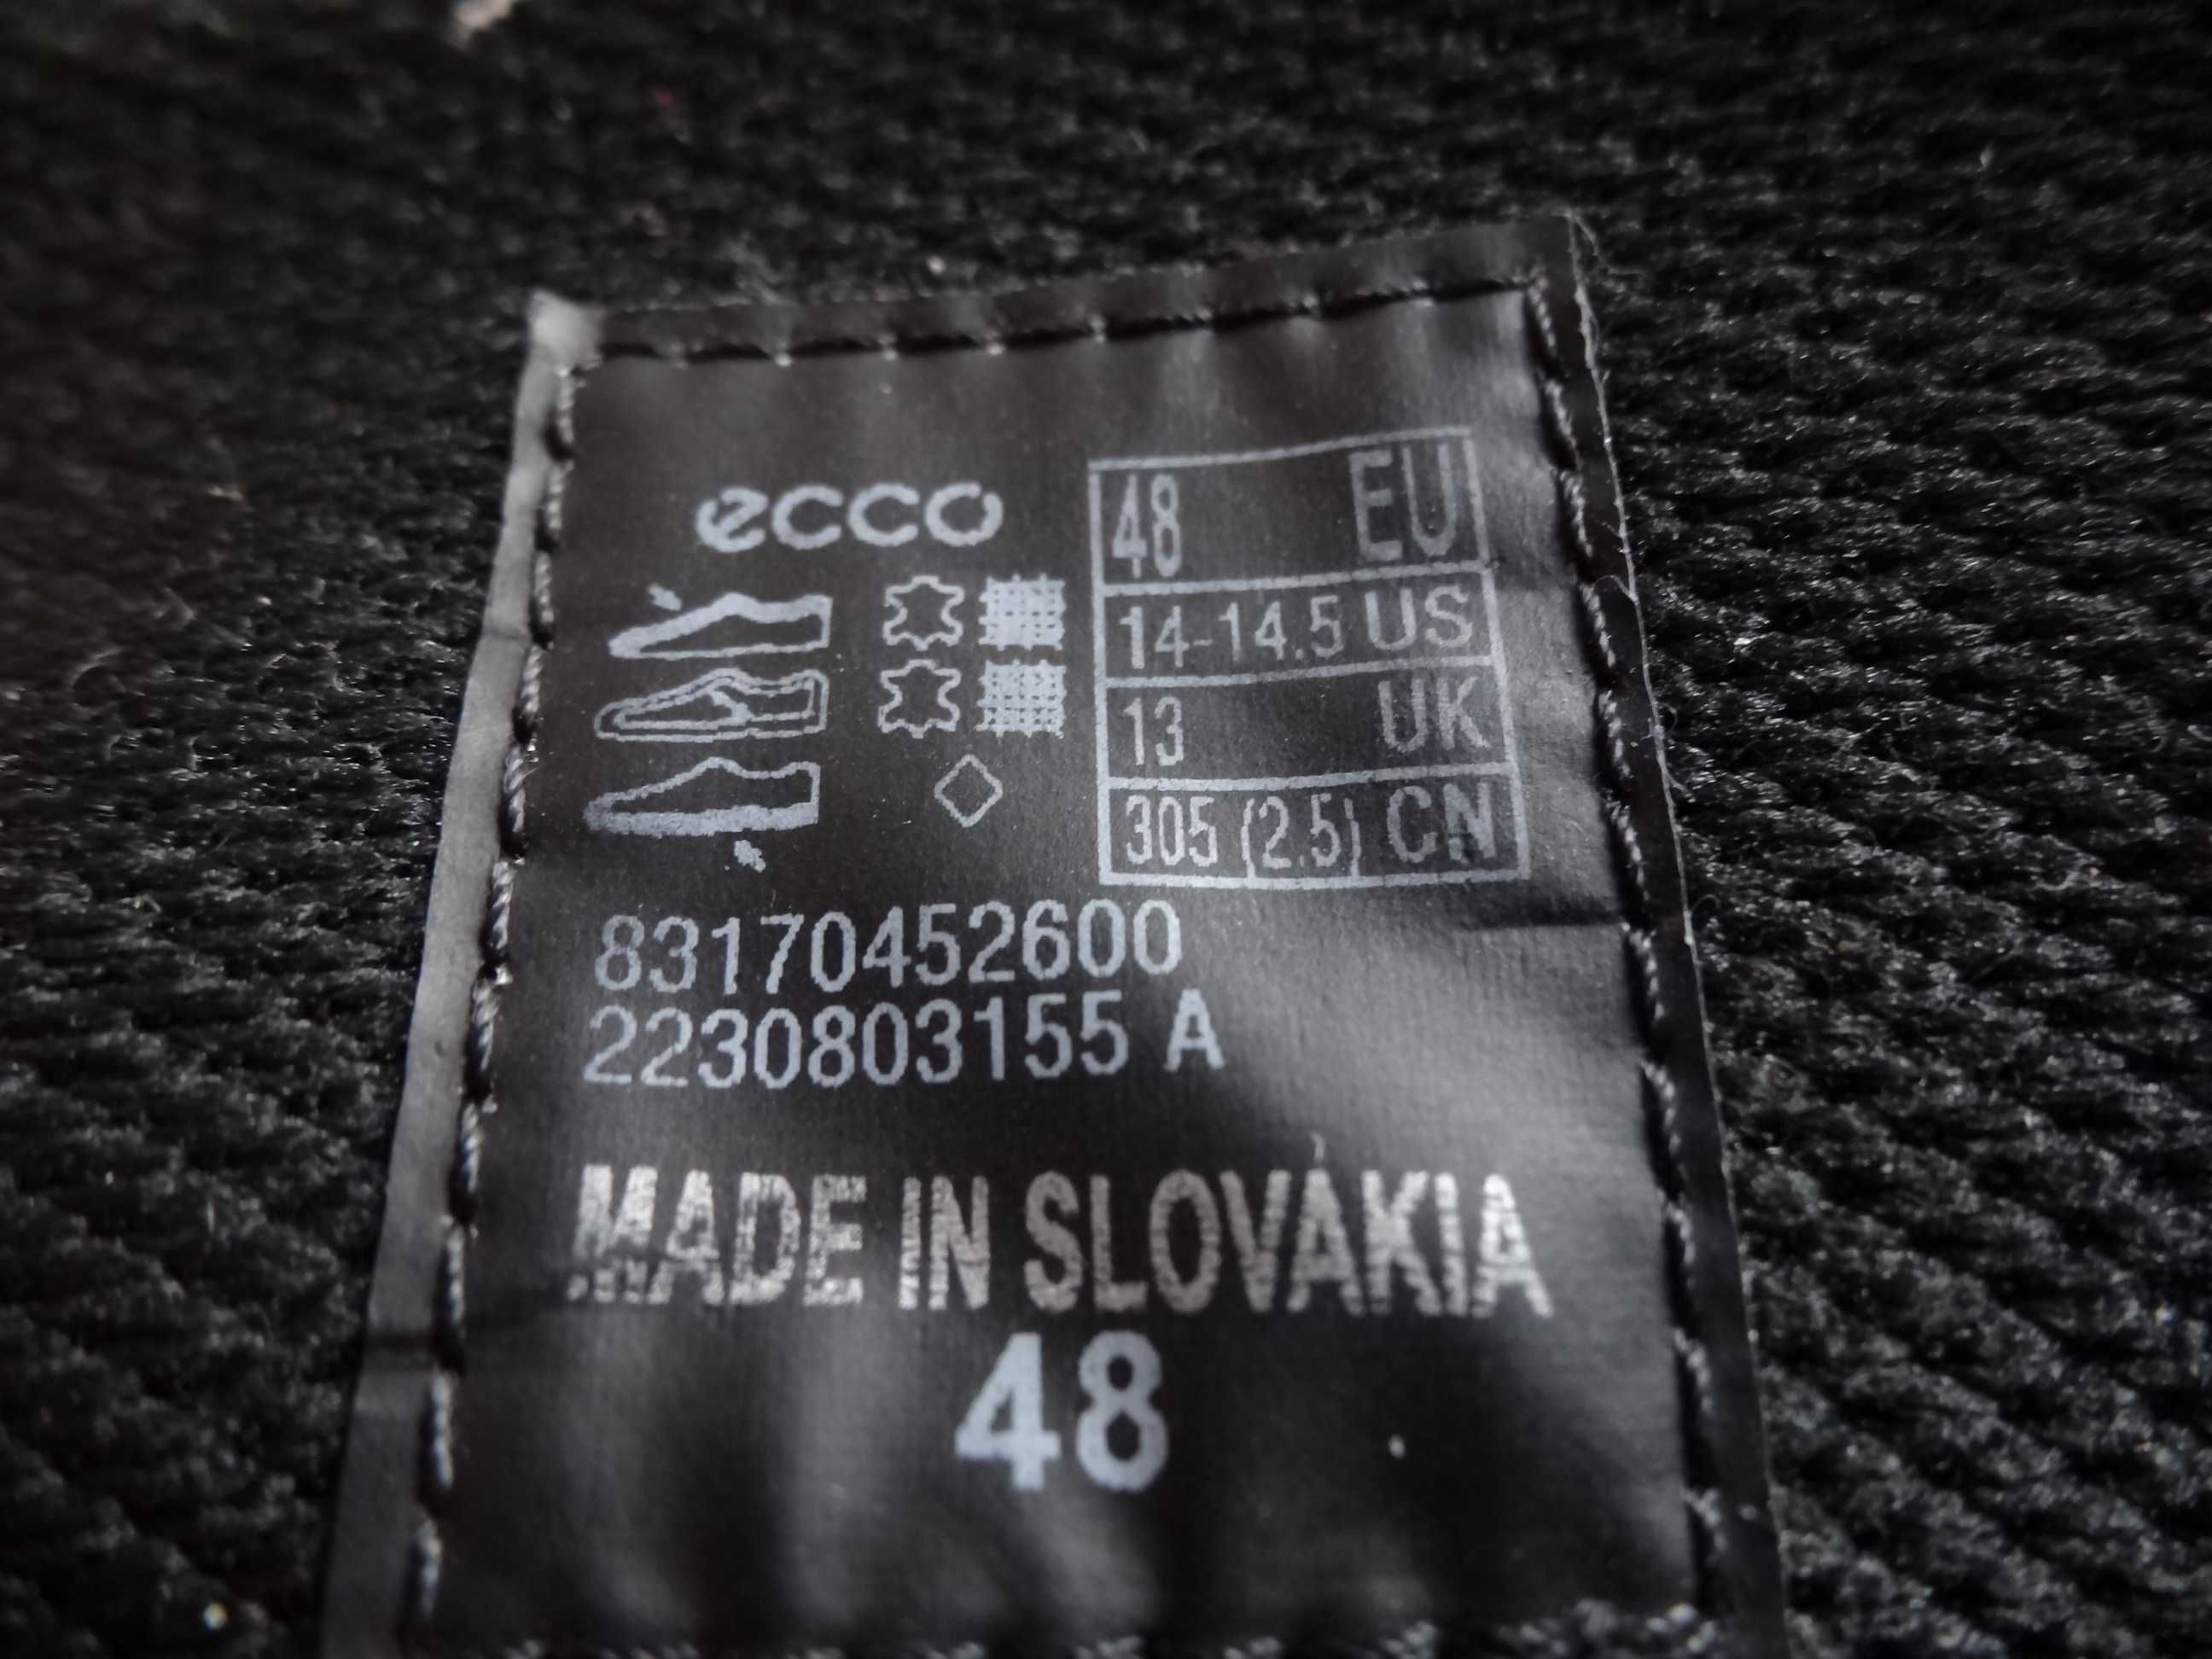 ecco
48 EU
14-14.5 US
13 UK
305 (2.5) CN
83170452600
2230803155 A
MADE IN SLOVAKIA
48